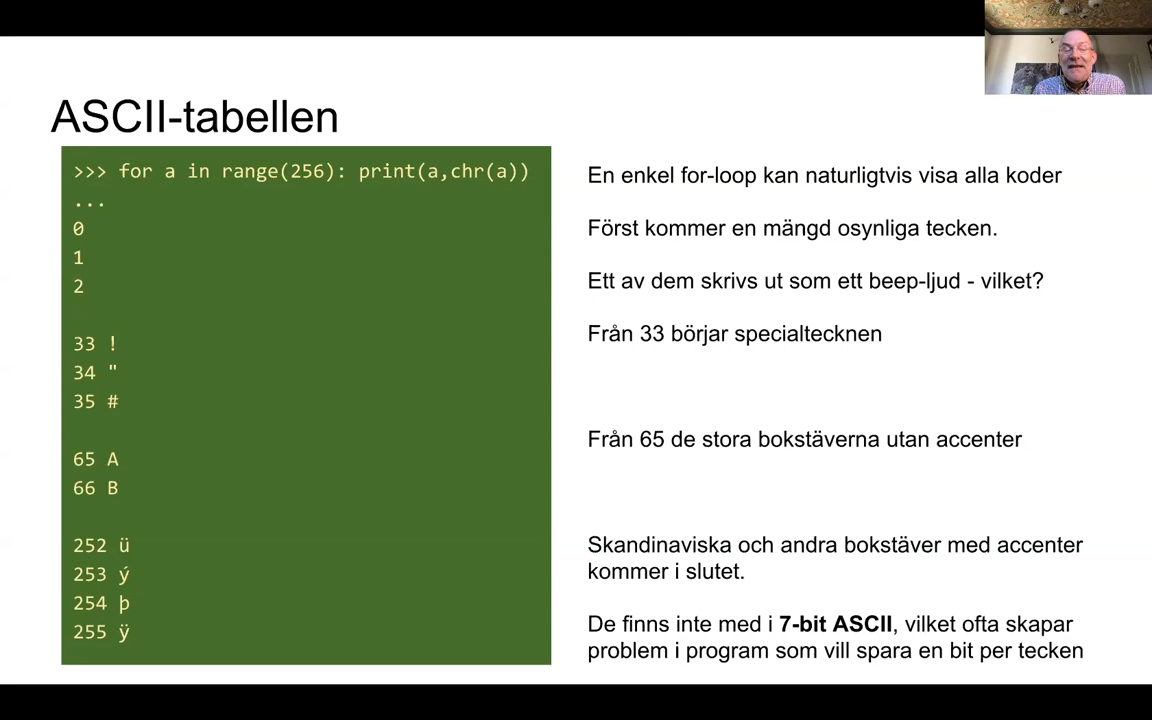 ASCII-tabellen
>>> for a in range(256): print(a,chr(a))
...
0
1
2
33 !
34 "
35 #
65 A
66 B
252 ü
253 ý
254 þ
255 ÿ
En enkel for-loop kan naturligtvis visa alla koder
Först kommer en mängd osynliga tecken.
Ett av dem skrivs ut som ett beep-ljud - vilket?
Från 33 börjar specialtecknen
Från 65 de stora bokstäverna utan accenter
Skandinaviska och andra bokstäver med accenter
kommer i slutet.
De finns inte med i 7-bit ASCII, vilket ofta skapar
problem i program som vill spara en bit per tecken